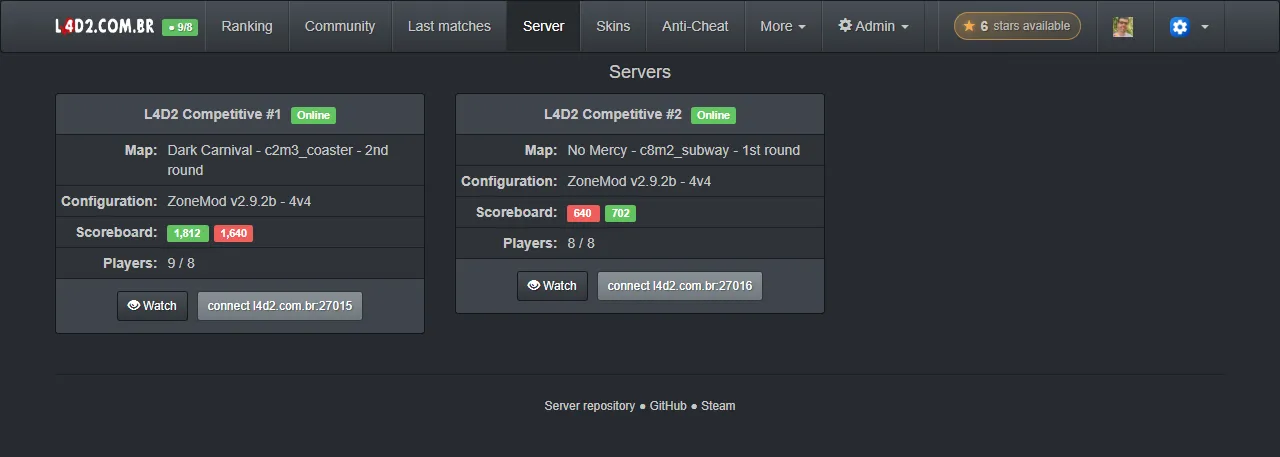 L4D2.COM.BR ● 9/8 Ranking Community Last matches Server Skins Anti-Cheat More Admin ★ 6 stars available
Servers
L4D2 Competitive #1 Online
Map: Dark Carnival - c2m3_coaster - 2nd
round
Configuration: ZoneMod v2.9.2b - 4v4
Scoreboard: 1,812 1,640
Players: 9 / 8
Watch connect l4d2.com.br:27015
L4D2 Competitive #2 Online
Map: No Mercy - c8m2_subway - 1st round
Configuration: ZoneMod v2.9.2b - 4v4
Scoreboard: 640 702
Players: 8 / 8
Watch connect l4d2.com.br:27016
Server repository ● GitHub ● Steam